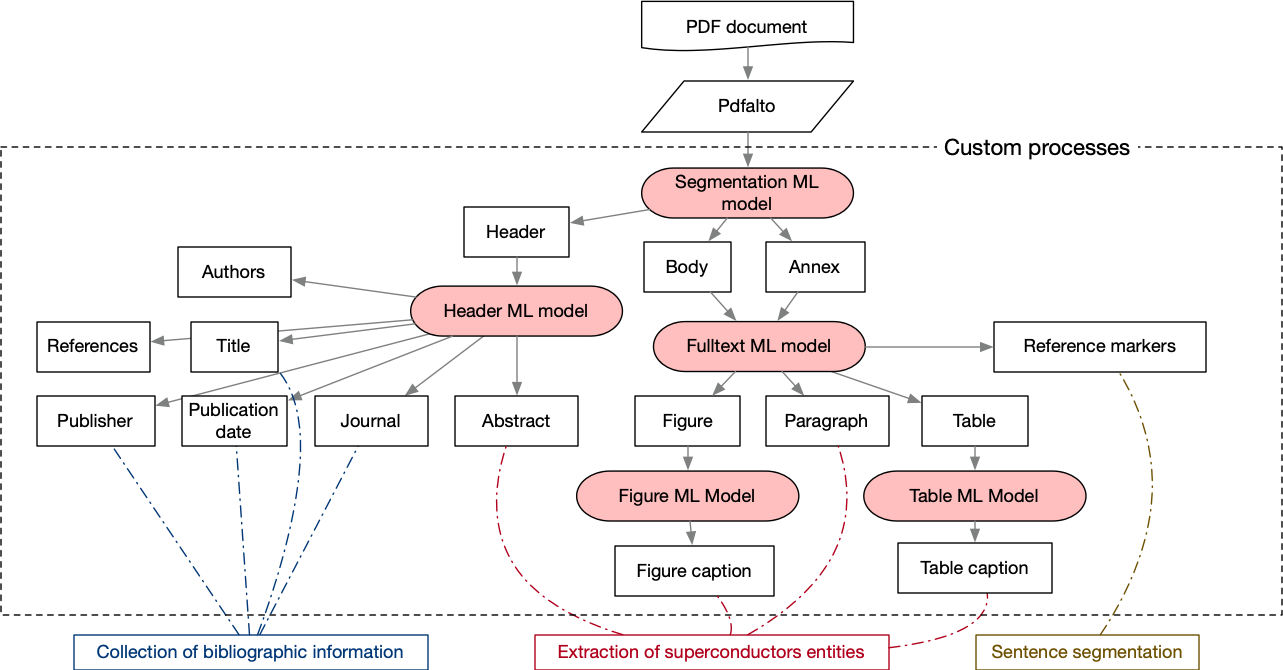 PDF document
Pdfalto
Custom processes
Segmentation ML
model
Header
Body
Annex
Authors
Header ML model
References
Title
Fulltext ML model
Reference markers
Publisher
Publication
date
Journal
Abstract
Figure
Paragraph
Table
Figure ML Model
Table ML Model
Figure caption
Table caption
Collection of bibliographic information
Extraction of superconductors entities
Sentence segmentation